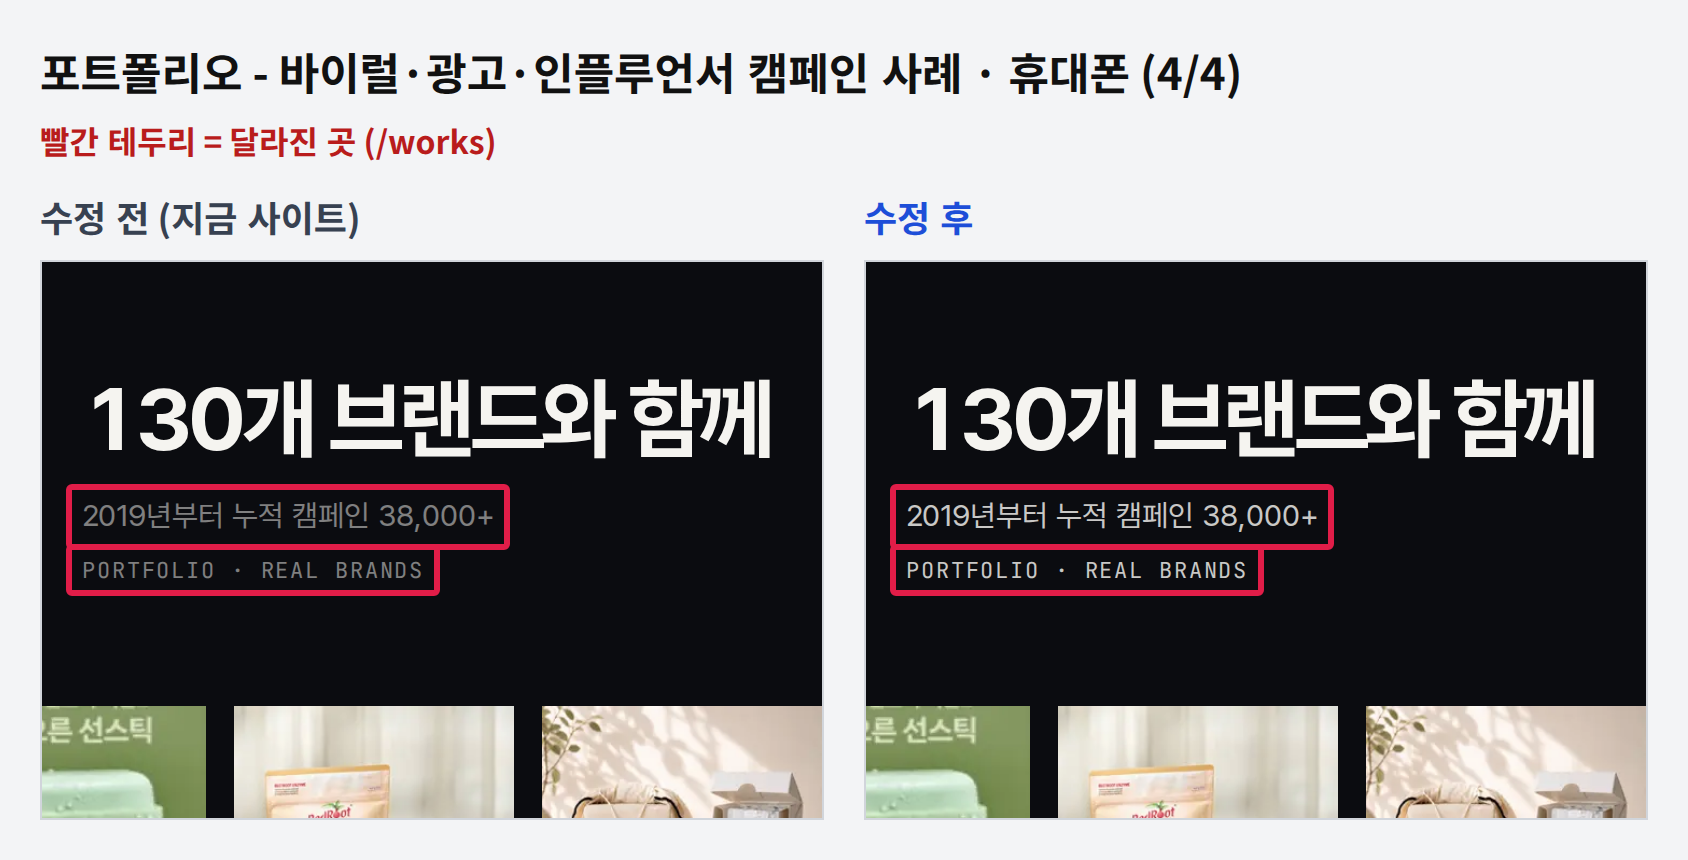 포트폴리오 - 바이럴·광고·인플루언서 캠페인 사례 · 휴대폰 (4/4)
빨간 테두리 = 달라진 곳 (/works)
수정 전 (지금 사이트)
130개 브랜드와 함께
2019년부터 누적 캠페인 38,000+
PORTFOLIO · REAL BRANDS
선스틱
수정 후
130개 브랜드와 함께
2019년부터 누적 캠페인 38,000+
PORTFOLIO · REAL BRANDS
선스틱